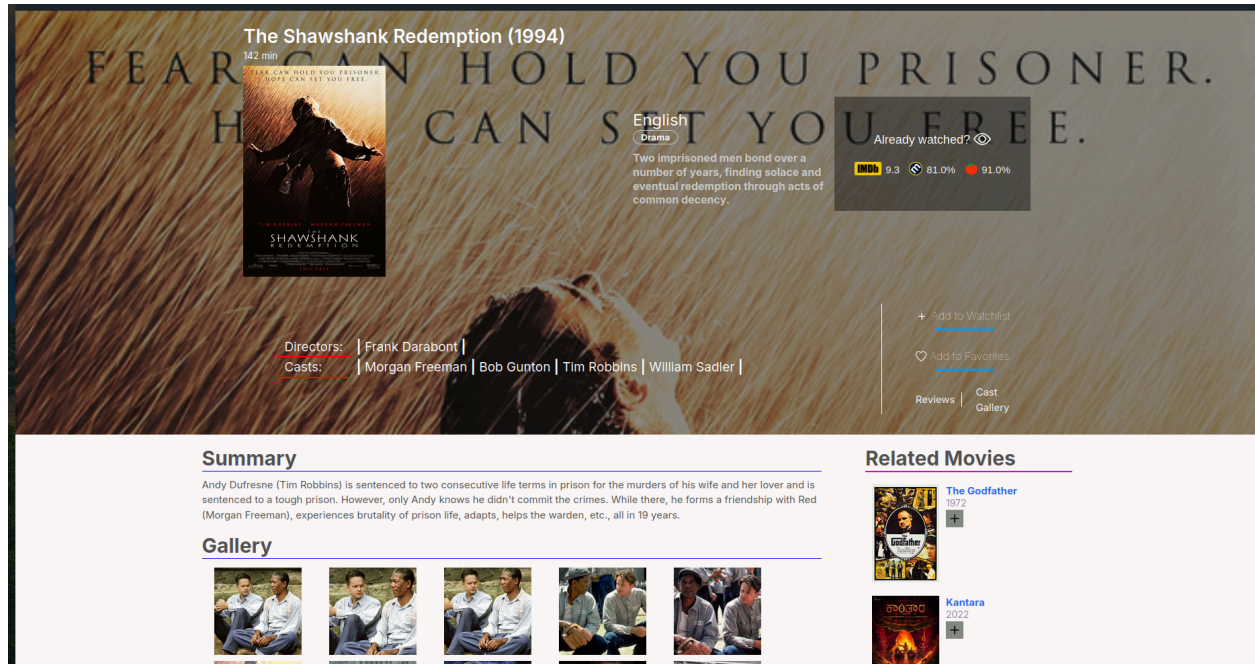 The Shawshank Redemption (1994)
142 min
FEAR CAN HOLD YOU PRISONER.
H CAN SET YOU FREE.
FEAR CAN HOLD YOU PRISONER.
HOPE CAN SET YOU FREE.
TIM ROBBINS MORGAN FREEMAN
THE
SHAWSHANK
REDEMPTION
THIS FALL
English
Drama
Two imprisoned men bond over a
number of years, finding solace and
eventual redemption through acts of
common decency.
Already watched?
IMDb 9.3 81.0% 91.0%
Directors: | Frank Darabont |
Casts: | Morgan Freeman | Bob Gunton | Tim Robbins | William Sadler |
+ Add to Watchlist
Add to Favorites
Reviews | Cast
Gallery
Summary
Andy Dufresne (Tim Robbins) is sentenced to two consecutive life terms in prison for the murders of his wife and her lover and is
sentenced to a tough prison. However, only Andy knows he didn't commit the crimes. While there, he forms a friendship with Red
(Morgan Freeman), experiences brutality of prison life, adapts, helps the warden, etc., all in 19 years.
Gallery
Related Movies
The Godfather
1972
+
Godfather
Kantara
2022
+
ಕಾಂತಾರ